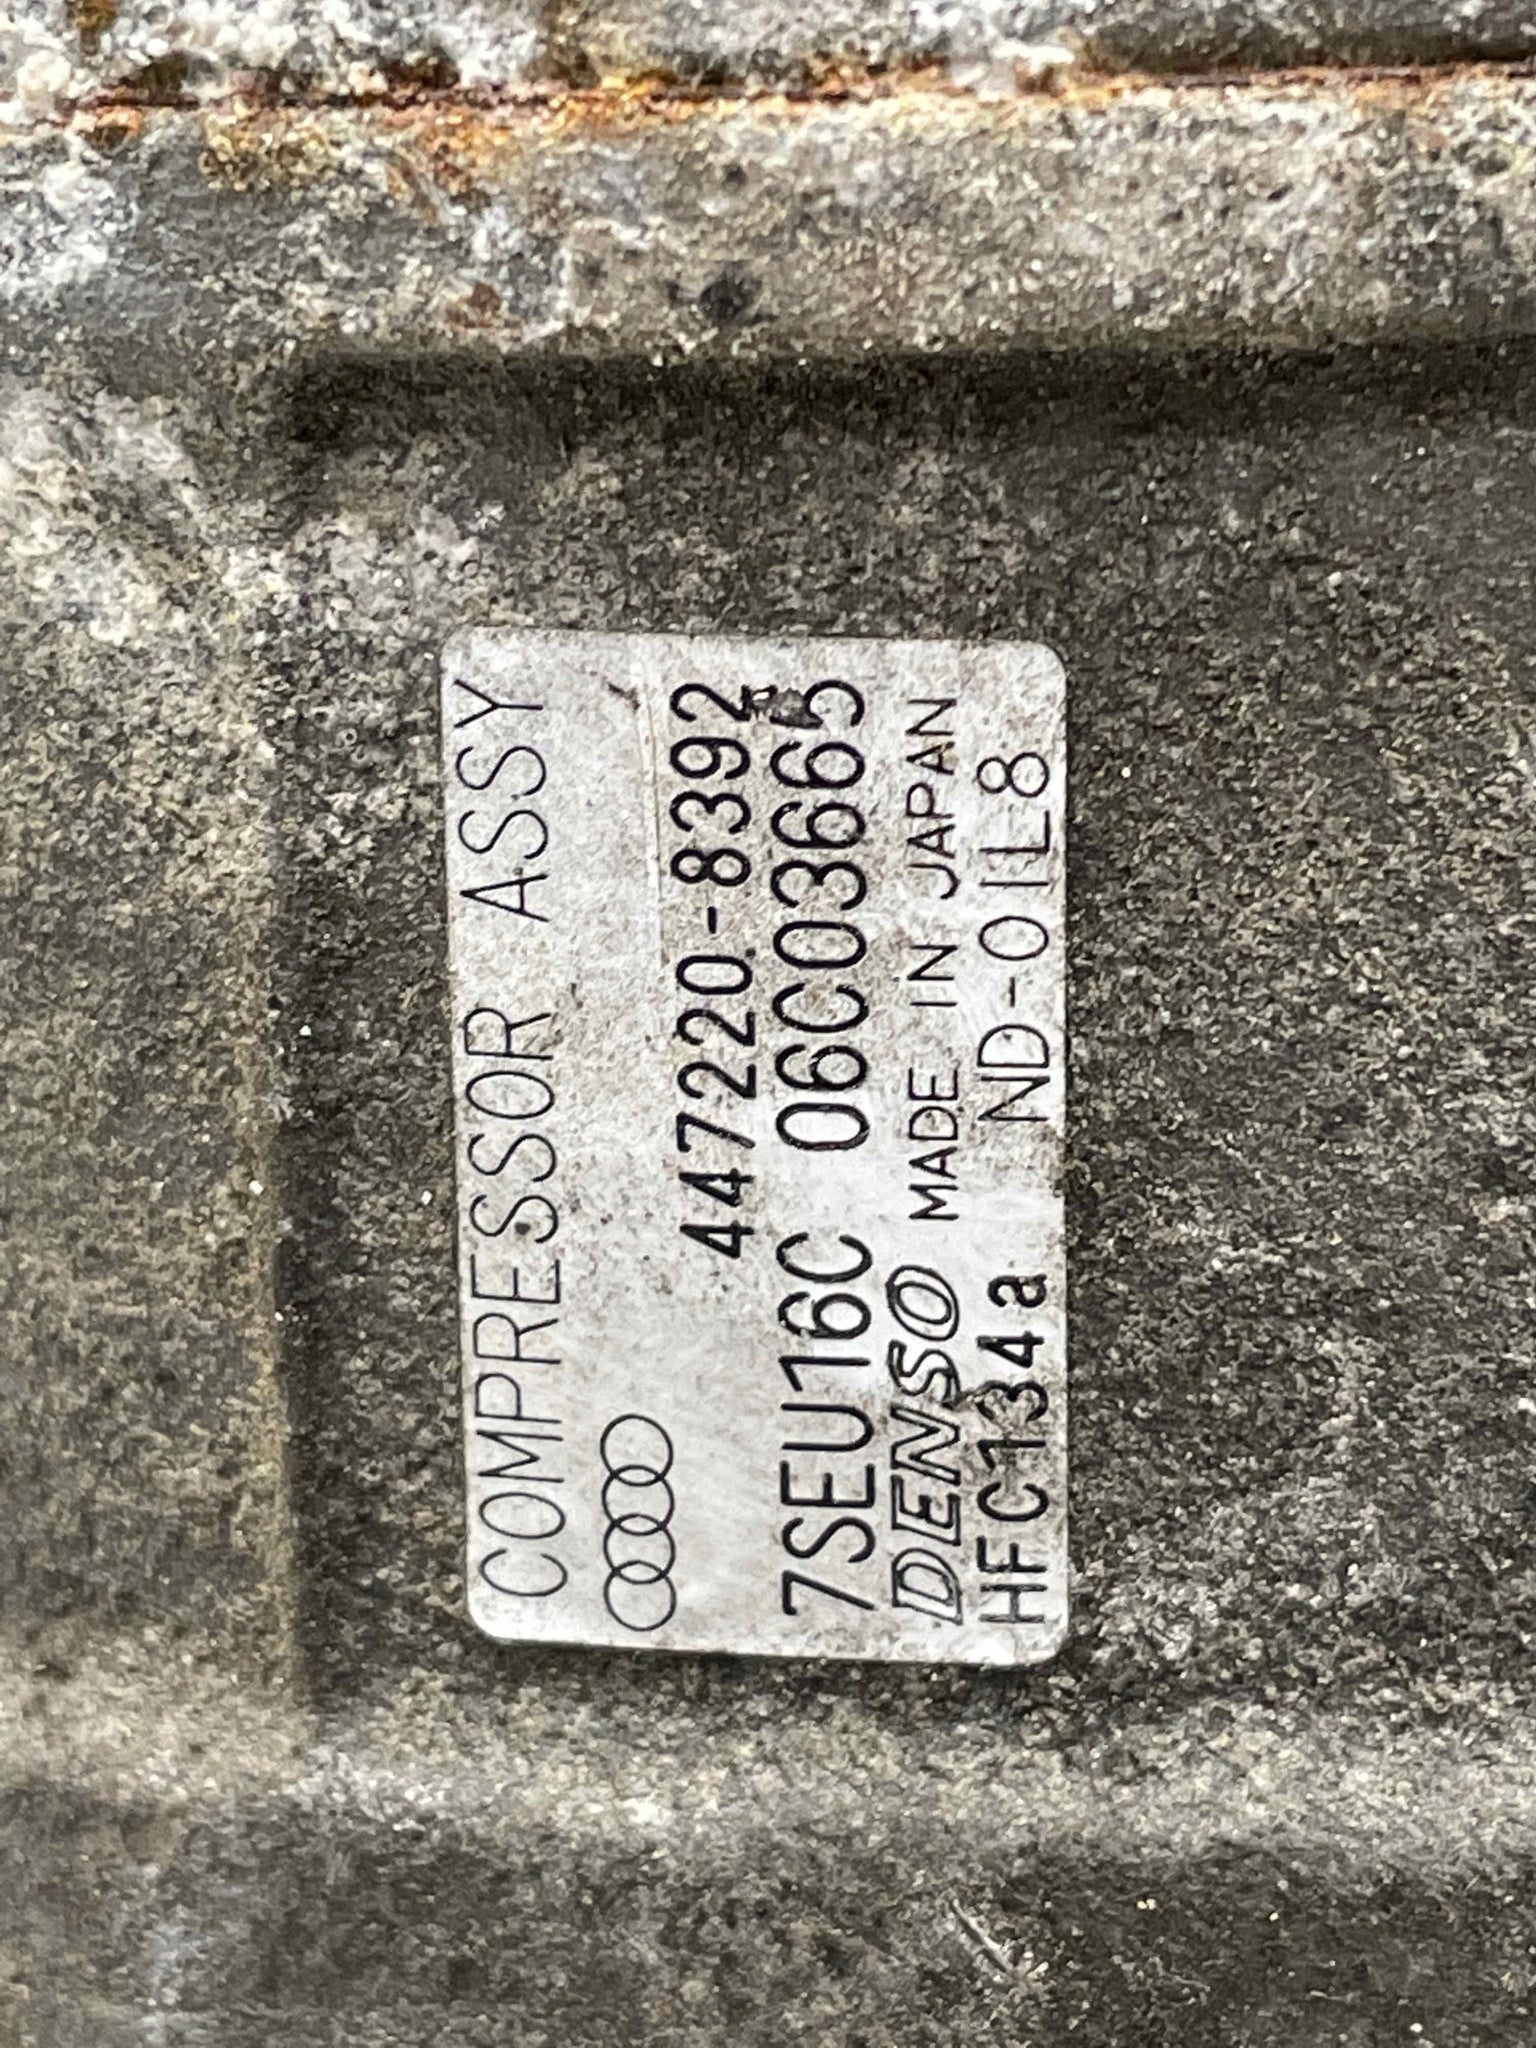 COMPRESSOR ASSY
447220-8392
7SEU16C 06C03665
DENSO MADE IN JAPAN
HFC134a ND-OIL8